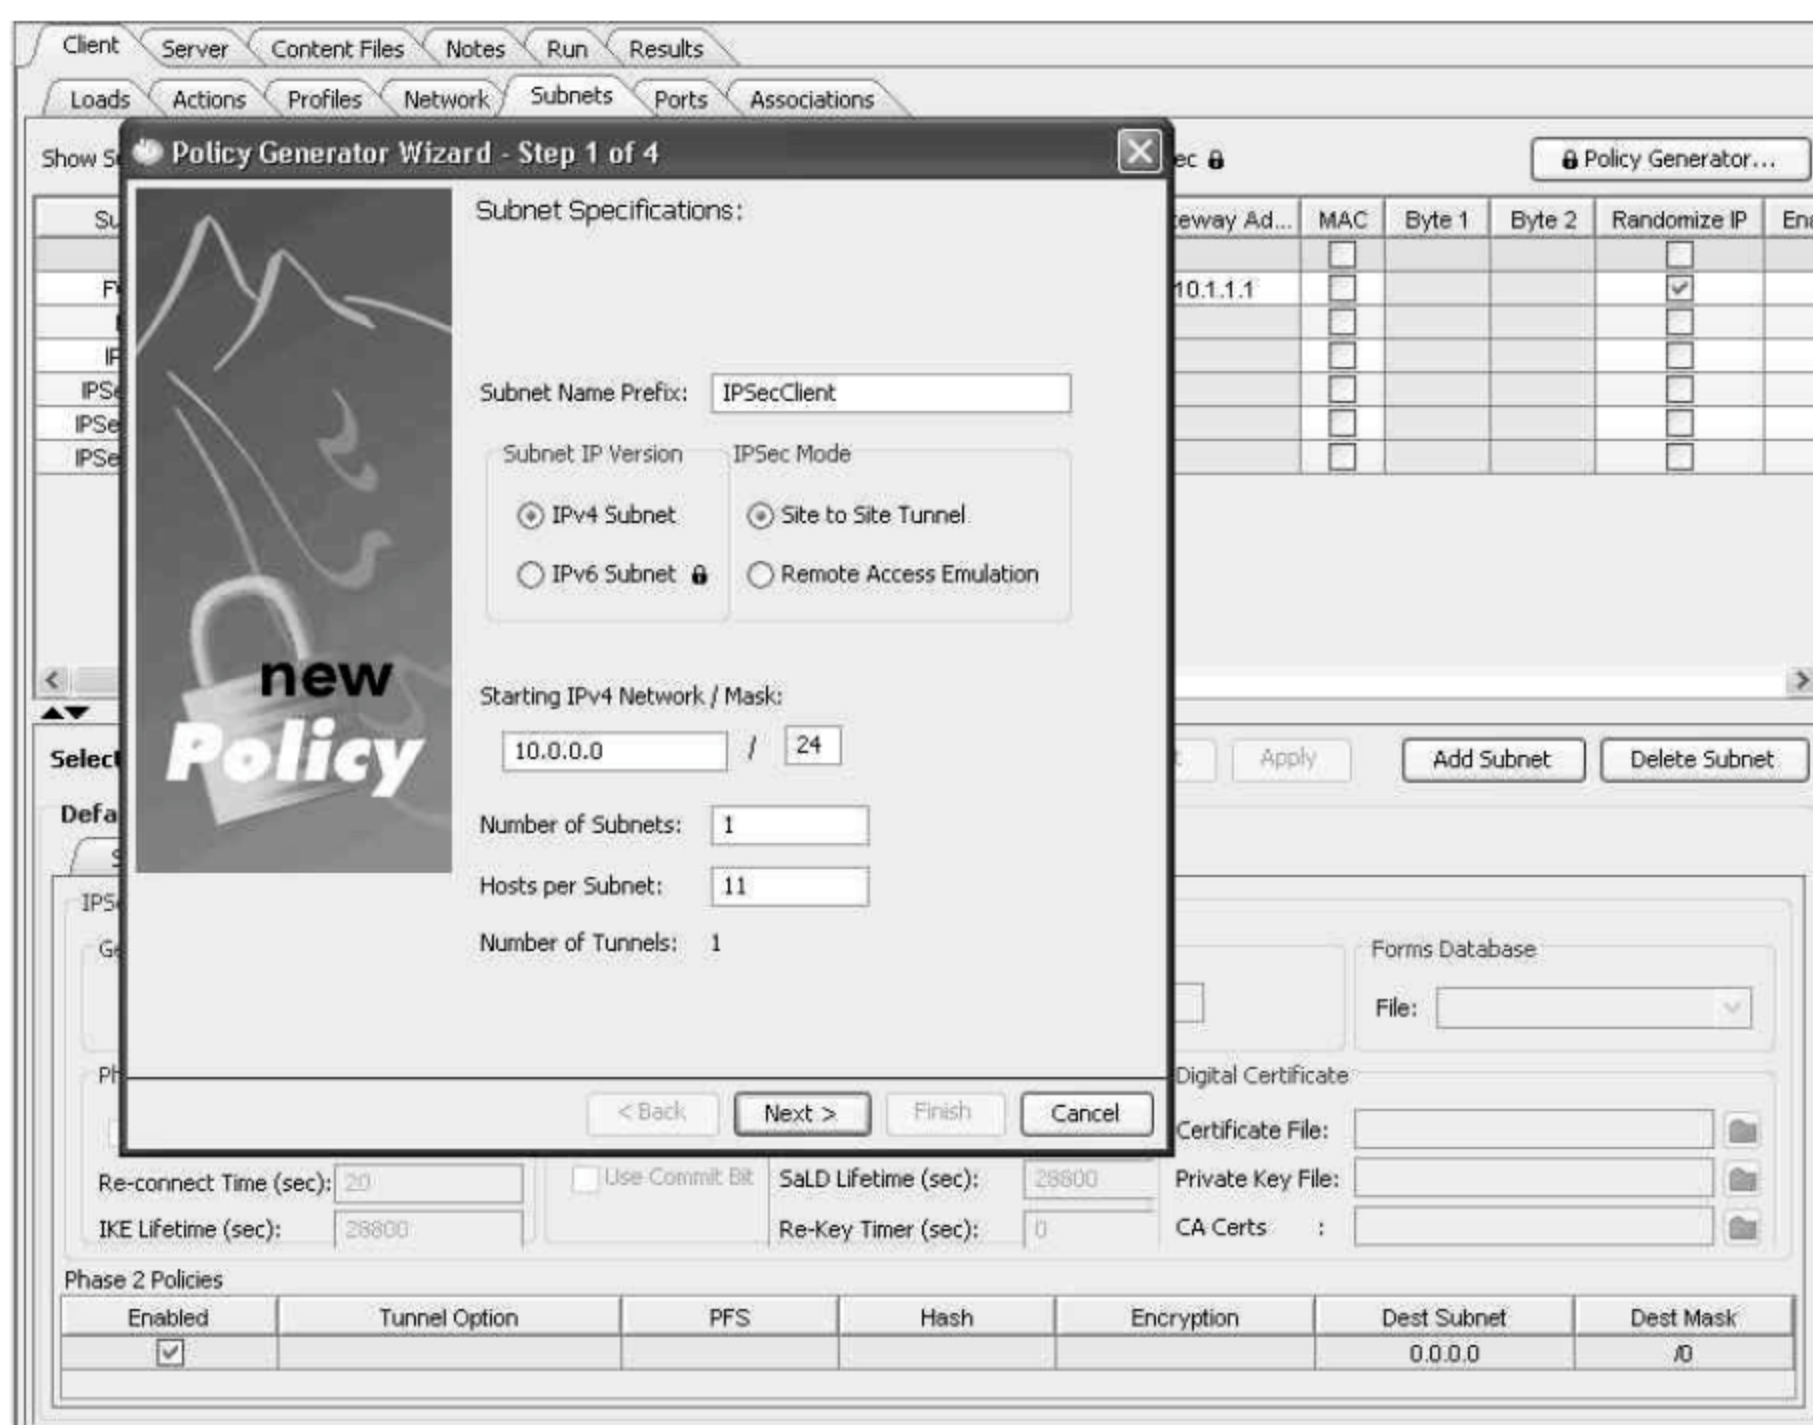 Client Server Content Files Notes Run Results
Loads Actions Profiles Network Subnets Ports Associations
Policy Generator Wizard - Step 1 of 4
Policy Generator...
MAC Byte 1 Byte 2 Randomize IP
10.1.1.1
Subnet Specifications:
Subnet Name Prefix: IPSecClient
Subnet IP Version IPSec Mode
IPv4 Subnet Site to Site Tunnel
IPv6 Subnet Remote Access Emulation
new
Policy
Starting IPv4 Network / Mask:
10.0.0.0 / 24
Number of Subnets: 1
Hosts per Subnet: 11
Number of Tunnels: 1
< Back Next > Finish Cancel
Apply Add Subnet Delete Subnet
Forms Database
File:
Digital Certificate
Certificate File:
Re-connect Time (sec): 20 Use Commit Bit SaLD Lifetime (sec): 28800 Private Key File:
IKE Lifetime (sec): 28800 Re-Key Timer (sec): 0 CA Certs :
Phase 2 Policies
Enabled Tunnel Option PFS Hash Encryption Dest Subnet Dest Mask
0.0.0.0 /0